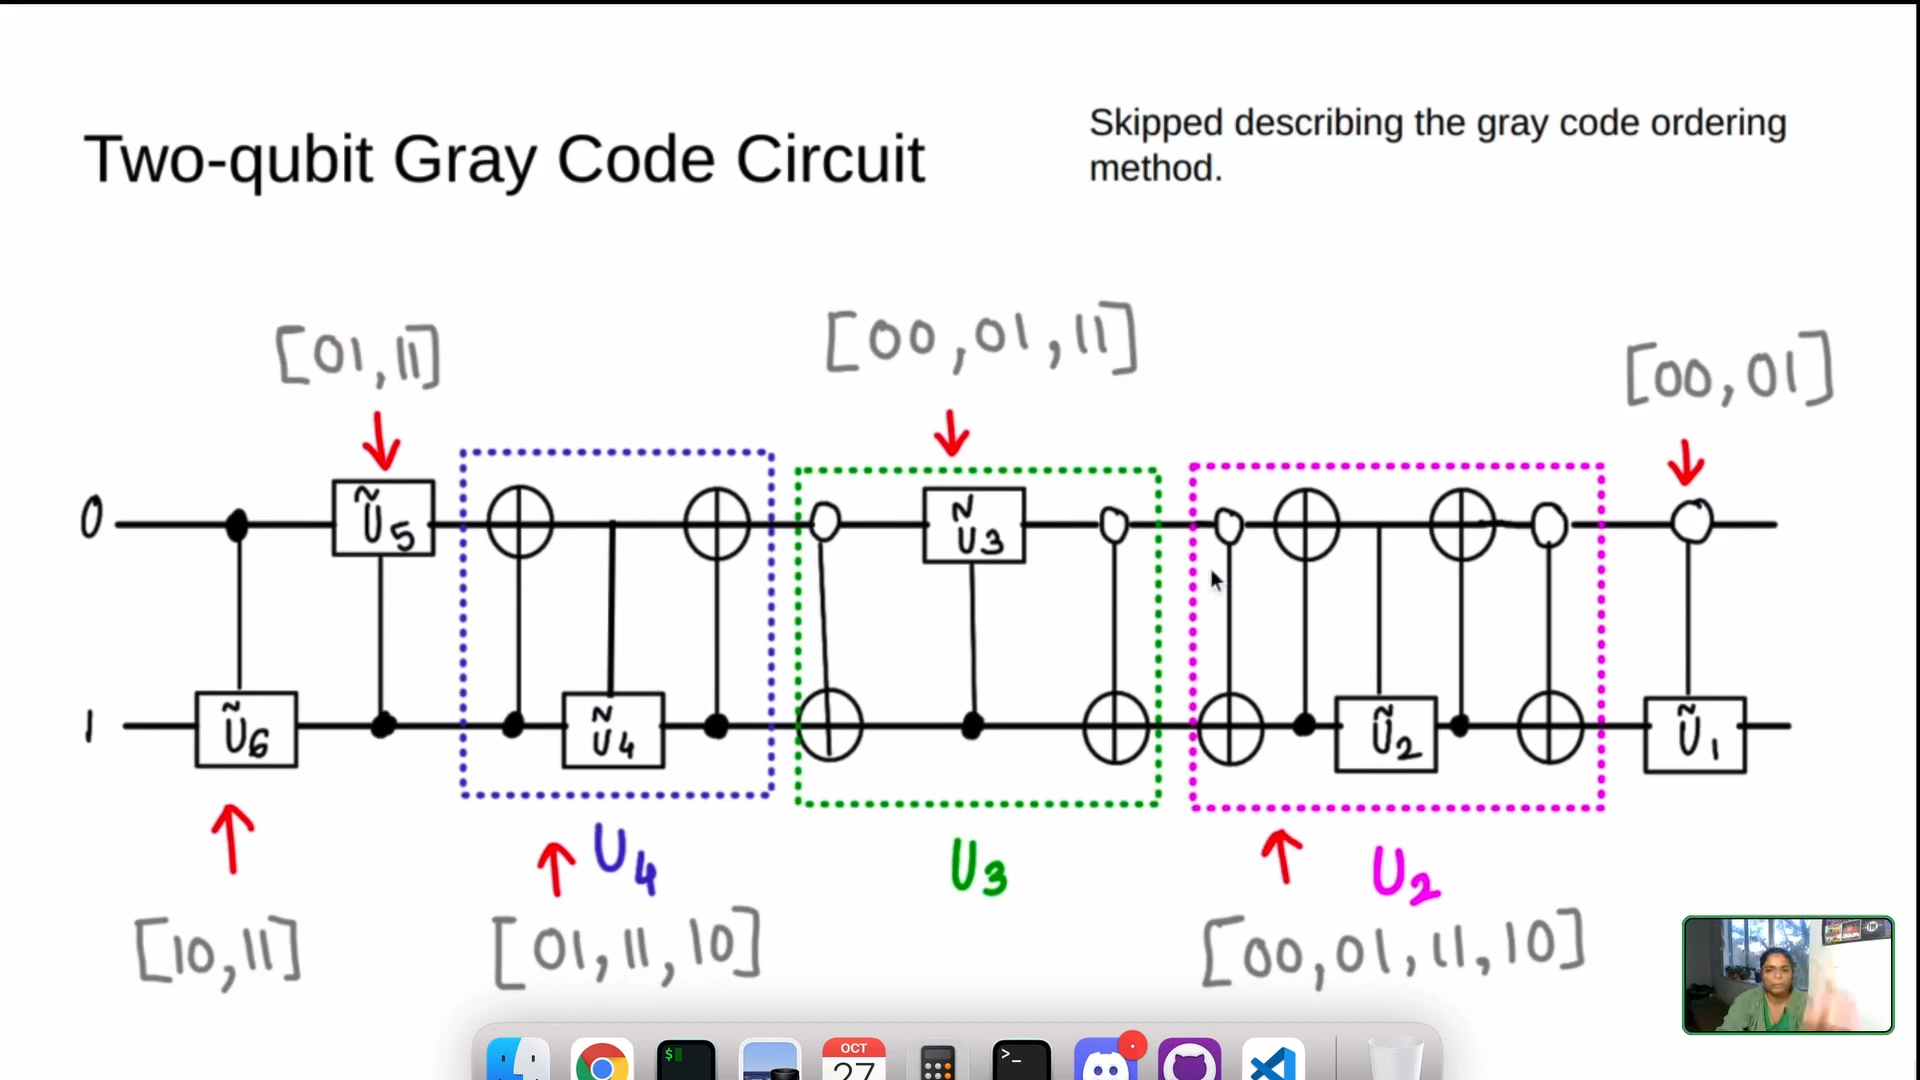 Two-qubit Gray Code Circuit
Skipped describing the gray code ordering
method.
[01,11]
[00,01,11]
[00,01]
0
Ũ5
Ũ3
1
Ũ6
Ũ4
Ũ2
Ũ1
U4
U3
U2
[10,11]
[01,11,10]
[00,01,11,10]
OCT
27
$
>_